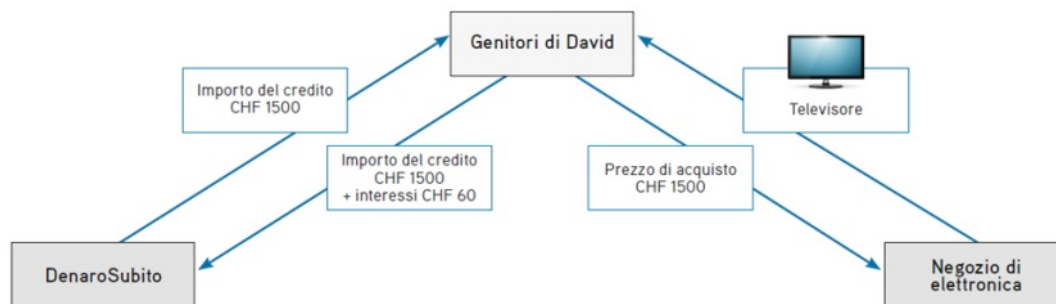 Genitori di David
Importo del credito
CHF 1500
Televisore
Importo del credito
CHF 1500
+ interessi CHF 60
Prezzo di acquisto
CHF 1500
DenaroSubito
Negozio di
elettronica